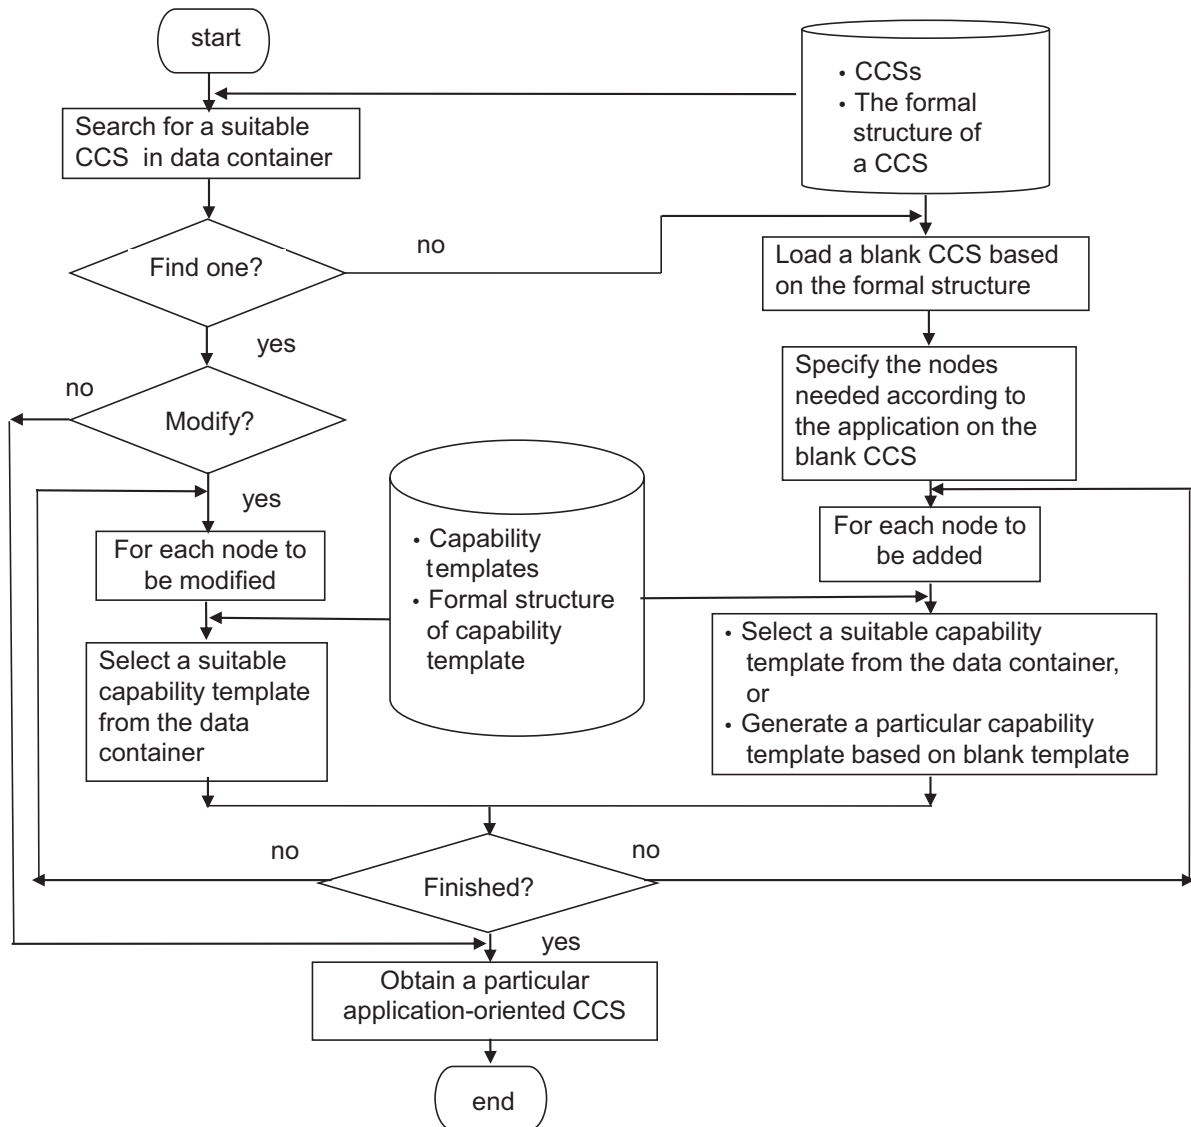 start
• CCSs
• The formal
structure of
a CCS
Search for a suitable
CCS in data container
Find one?
no
Load a blank CCS based
on the formal structure
yes
no
Modify?
Specify the nodes
needed according to
the application on the
blank CCS
yes
For each node to
be modified
• Capability
templates
• Formal structure
of capability
template
For each node to
be added
Select a suitable
capability template
from the data
container
• Select a suitable capability
template from the data container,
or
• Generate a particular capability
template based on blank template
no
no
Finished?
yes
Obtain a particular
application-oriented CCS
end